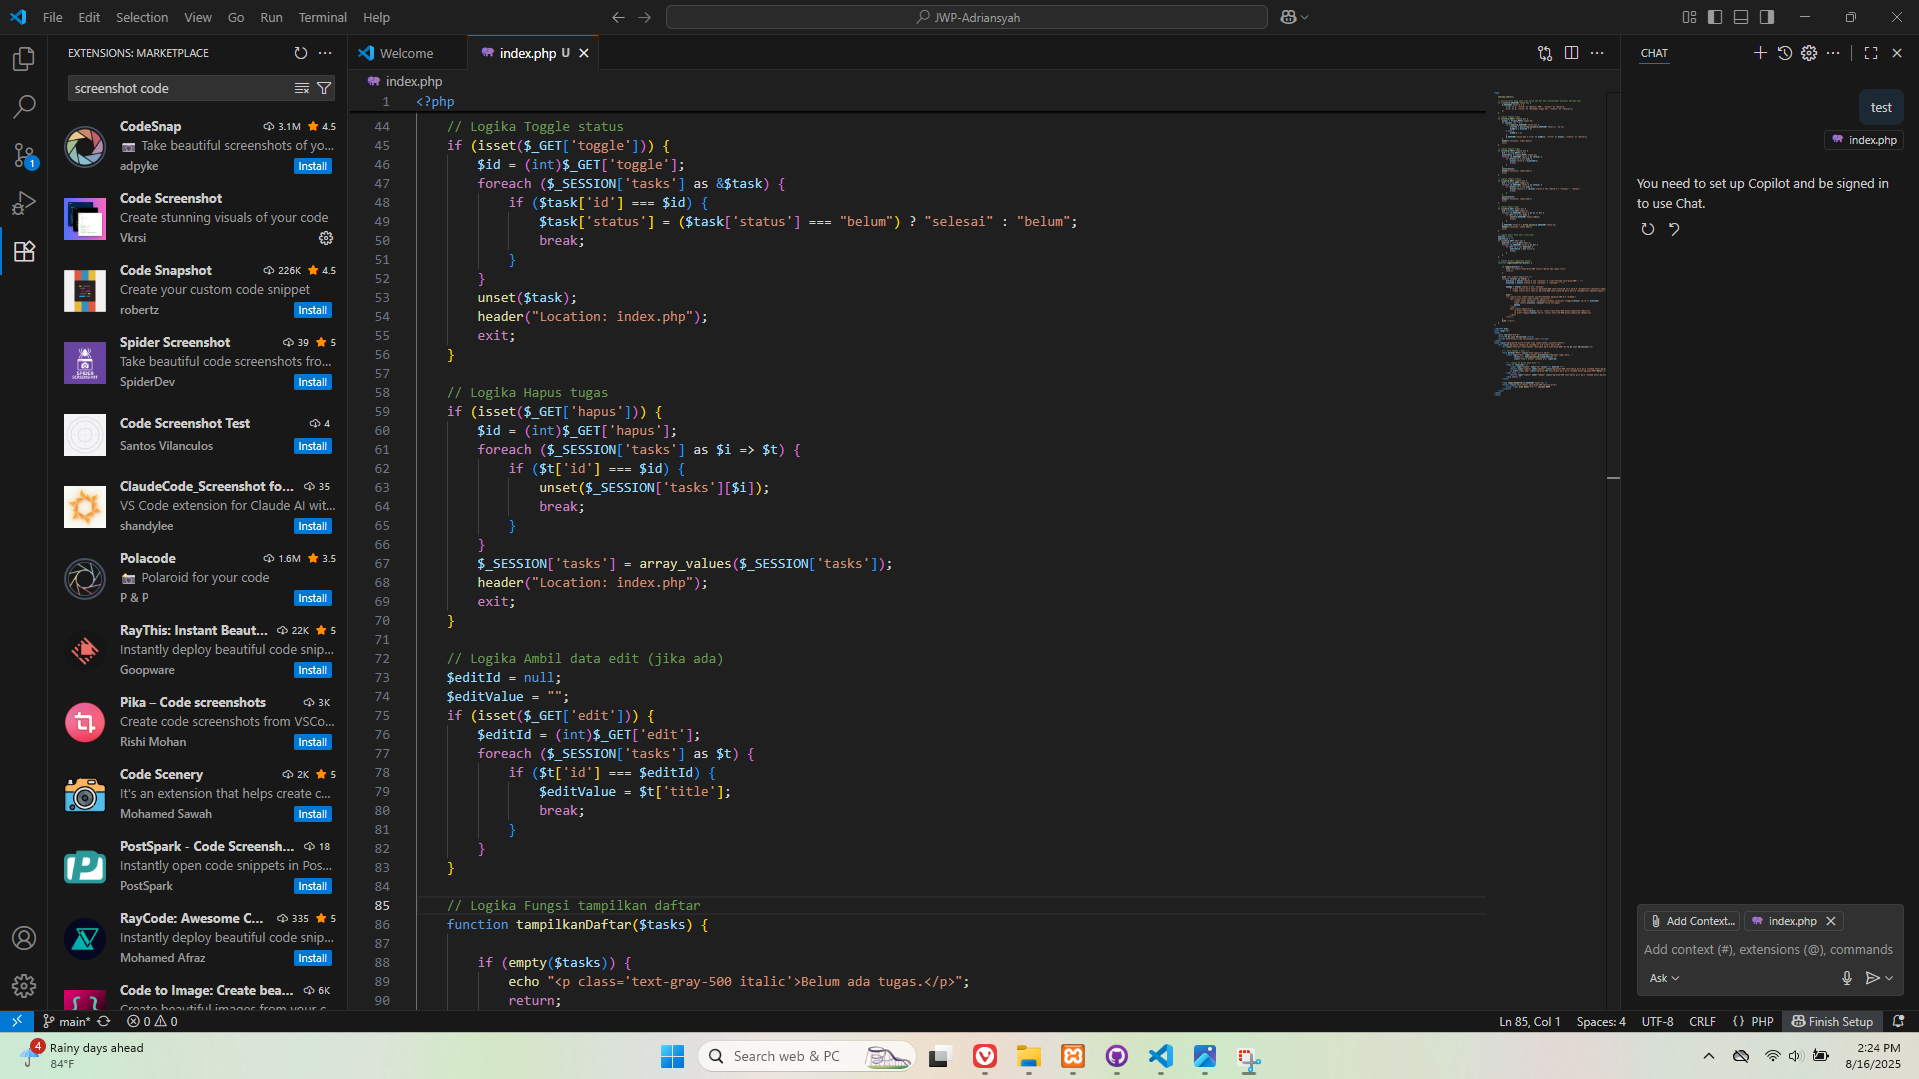 File Edit Selection View Go Run Terminal Help
JWP-Adriansyah
EXTENSIONS: MARKETPLACE
screenshot code
CodeSnap 3.1M 4.5
Take beautiful screenshots of yo...
adpyke Install
Code Screenshot
Create stunning visuals of your code
Vkrsi
Code Snapshot 226K 4.5
Create your custom code snippet
robertz Install
Spider Screenshot 39 5
Take beautiful code screenshots fro...
SpiderDev Install
Code Screenshot Test 4
Santos Vilanculos Install
ClaudeCode_Screenshot fo... 35
VS Code extension for Claude AI wit...
shandylee Install
Polacode 1.6M 3.5
Polaroid for your code
P & P Install
RayThis: Instant Beaut... 22K 5
Instantly deploy beautiful code snip...
Goopware Install
Pika – Code screenshots 3K
Create code screenshots from VSCo...
Rishi Mohan Install
Code Scenery 2K 5
It's an extension that helps create c...
Mohamed Sawah Install
PostSpark - Code Screensh... 18
Instantly open code snippets in Pos...
PostSpark Install
RayCode: Awesome C... 335 5
Instantly deploy beautiful code snip...
Mohamed Afraz Install
Code to Image: Create bea... 6K
Create beautiful images from your c...
Welcome index.php U
index.php
1 <?php
44 // Logika Toggle status
45 if (isset($_GET['toggle'])) {
46 $id = (int)$_GET['toggle'];
47 foreach ($_SESSION['tasks'] as &$task) {
48 if ($task['id'] === $id) {
49 $task['status'] = ($task['status'] === "belum") ? "selesai" : "belum";
50 break;
51 }
52 }
53 unset($task);
54 header("Location: index.php");
55 exit;
56 }
57
58 // Logika Hapus tugas
59 if (isset($_GET['hapus'])) {
60 $id = (int)$_GET['hapus'];
61 foreach ($_SESSION['tasks'] as $i => $t) {
62 if ($t['id'] === $id) {
63 unset($_SESSION['tasks'][$i]);
64 break;
65 }
66 }
67 $_SESSION['tasks'] = array_values($_SESSION['tasks']);
68 header("Location: index.php");
69 exit;
70 }
71
72 // Logika Ambil data edit (jika ada)
73 $editId = null;
74 $editValue = "";
75 if (isset($_GET['edit'])) {
76 $editId = (int)$_GET['edit'];
77 foreach ($_SESSION['tasks'] as $t) {
78 if ($t['id'] === $editId) {
79 $editValue = $t['title'];
80 break;
81 }
82 }
83 }
84
85 // Logika Fungsi tampilkan daftar
86 function tampilkanDaftar($tasks) {
87
88 if (empty($tasks)) {
89 echo "<p class='text-gray-500 italic'>Belum ada tugas.</p>";
90 return;
CHAT
test
index.php
You need to set up Copilot and be signed in
to use Chat.
Add Context... index.php
Add context (#), extensions (@), commands
Ask
1
main* 0 0
Ln 85, Col 1 Spaces: 4 UTF-8 CRLF {} PHP Finish Setup
4
Rainy days ahead
84°F
Search web & PC
2:24 PM
8/16/2025